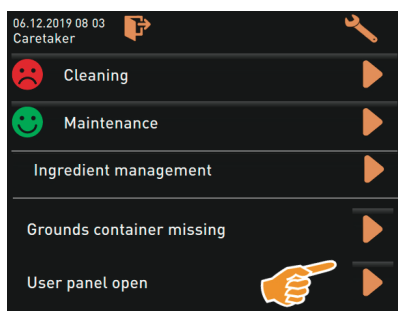 06.12.2019 08 03
Caretaker
Cleaning
Maintenance
Ingredient management
Grounds container missing
User panel open